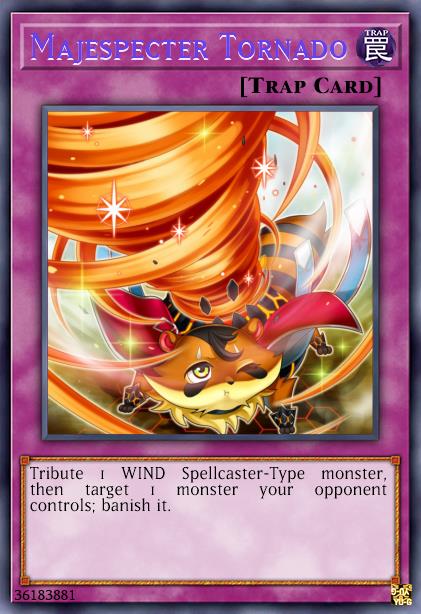 Majespecter Tornado
TRAP
罠
[Trap Card]
Tribute 1 WIND Spellcaster-Type monster,
then target 1 monster your opponent
controls; banish it.
36183881